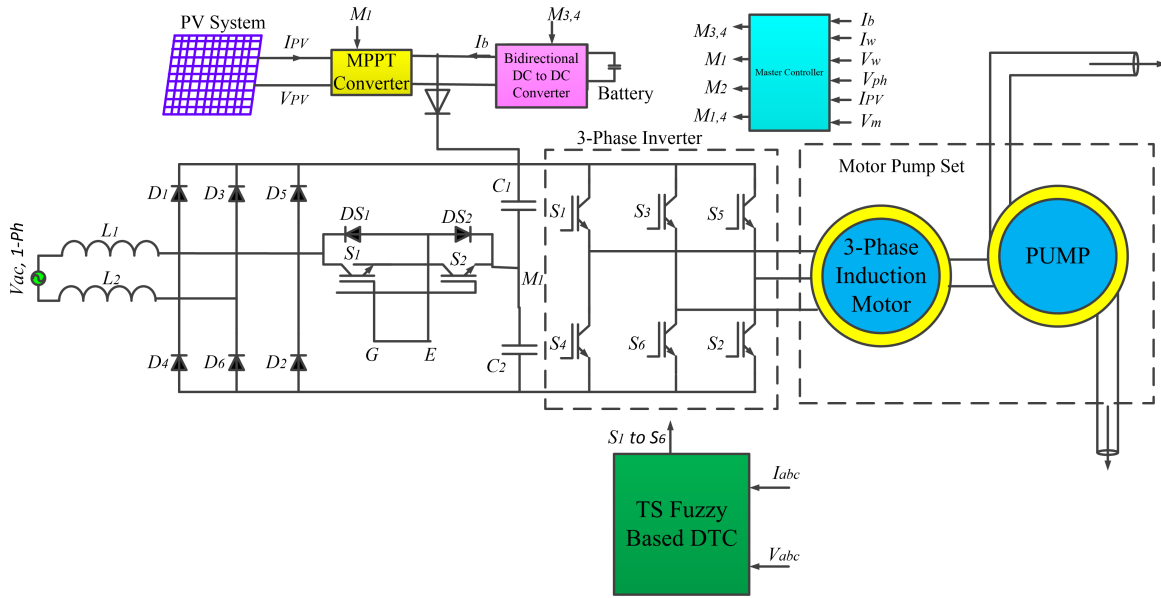 PV System
M1
M3,4
IPV
Ib
MPPT
Converter
Bidirectional
DC to DC
Converter
VPV
Battery
M3,4
M1
M2
M1,4
Master Controller
Ib
Iw
Vw
Vph
IPV
Vm
3-Phase Inverter
Motor Pump Set
D1
D3
D5
C1
S1
S3
S5
DS1
DS2
L1
S1
S2
Vac, 1-Ph
L2
M1
3-Phase
Induction
Motor
PUMP
D4
D6
D2
G
E
C2
S4
S6
S2
S1 to S6
TS Fuzzy
Based DTC
Iabc
Vabc